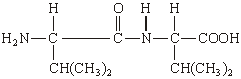 H O H H
H₂N C N COOH
CH(CH₃)₂ CH(CH₃)₂